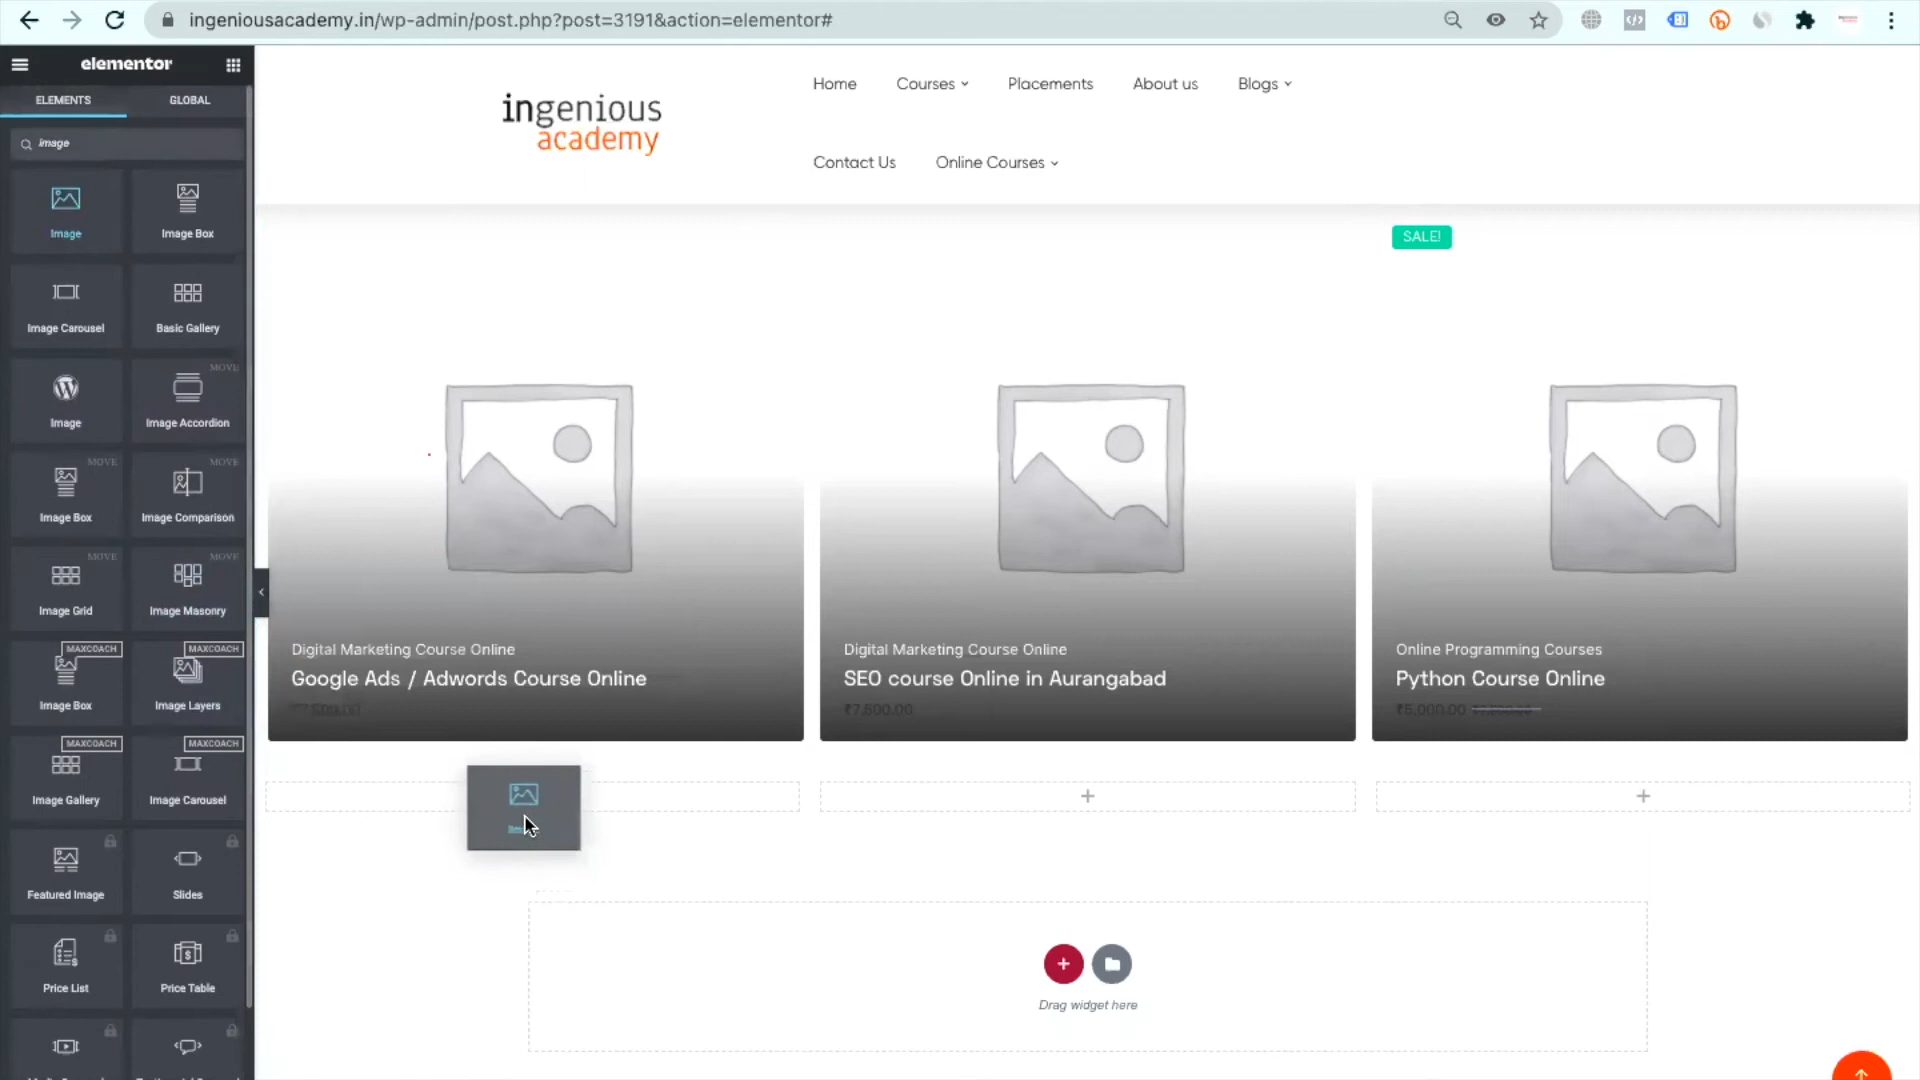 ingeniousacademy.in/wp-admin/post.php?post=3191&action=elementor#
elementor
ELEMENTS
GLOBAL
image
Image
Image Box
Image Carousel
Basic Gallery
Image
MOVE
Image Accordion
MOVE
Image Box
MOVE
Image Comparison
MOVE
Image Grid
MOVE
Image Masonry
MAXCOACH
Image Box
MAXCOACH
Image Layers
MAXCOACH
Image Gallery
MAXCOACH
Image Carousel
Featured Image
Slides
Price List
Price Table
ingenious
academy
Home
Courses
Placements
About us
Blogs
Contact Us
Online Courses
SALE!
Digital Marketing Course Online
Google Ads / Adwords Course Online
Digital Marketing Course Online
SEO course Online in Aurangabad
₹7,500.00
Online Programming Courses
Python Course Online
₹5,000.00
Drag widget here